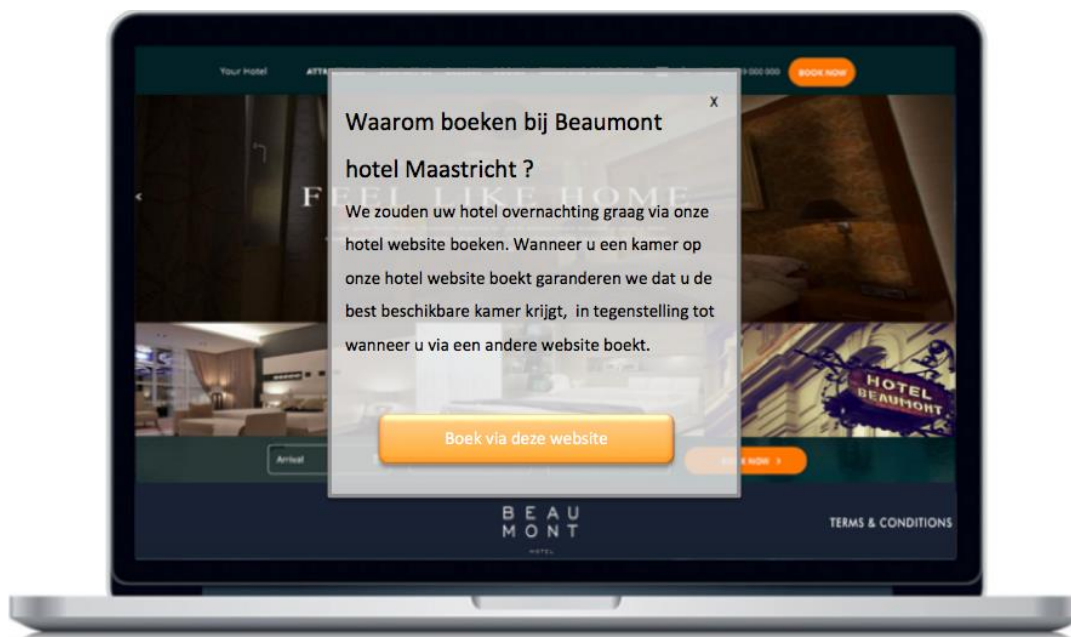 Your Hotel
BOOK NOW
X
Waarom boeken bij Beaumont
hotel Maastricht ?
FEEL LIKE HOME
We zouden uw hotel overnachting graag via onze
hotel website boeken. Wanneer u een kamer op
onze hotel website boekt garanderen we dat u de
best beschikbare kamer krijgt, in tegenstelling tot
wanneer u via een andere website boekt.
HOTEL
BEAUMONT
Boek via deze website
Arrival
BOOK NOW >
BEAU
MONT
HOTEL
TERMS & CONDITIONS